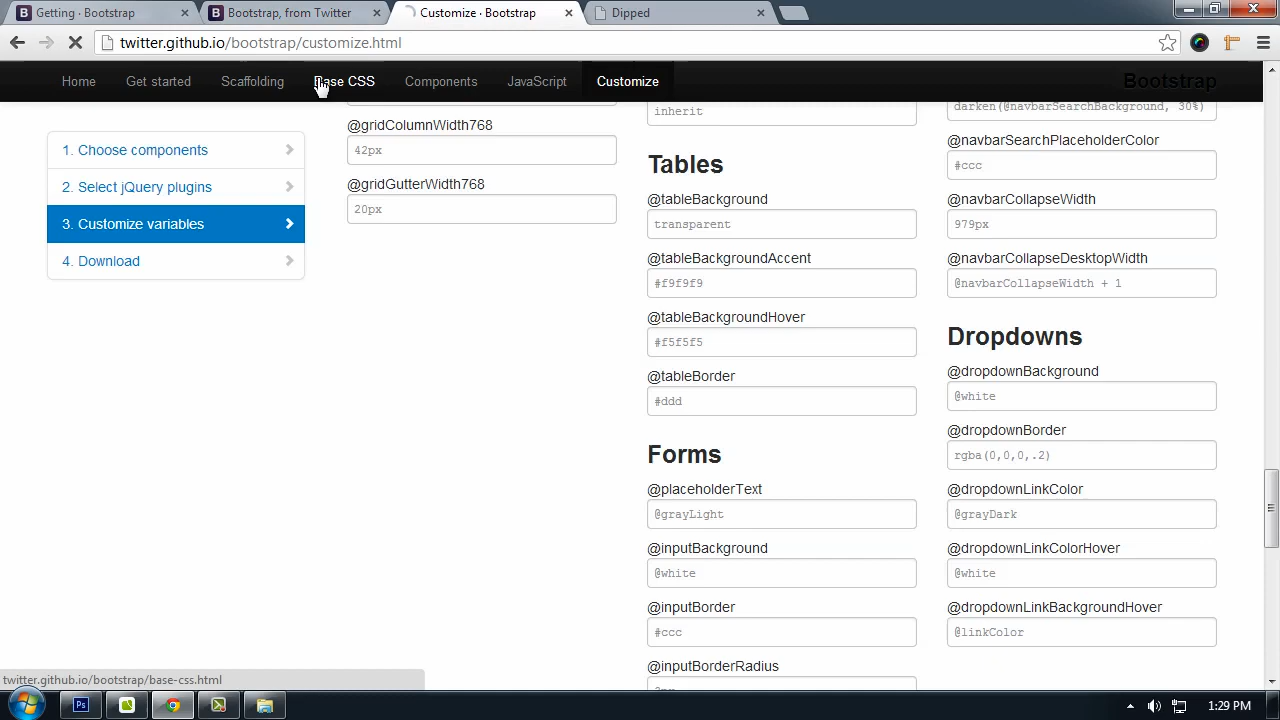 Getting · Bootstrap
Bootstrap, from Twitter
Customize · Bootstrap
Dipped
twitter.github.io/bootstrap/customize.html
Home
Get started
Scaffolding
Base CSS
Components
JavaScript
Customize
Bootstrap
1. Choose components
2. Select jQuery plugins
3. Customize variables
4. Download
@gridColumnWidth768
42px
@gridGutterWidth768
20px
inherit
Tables
@tableBackground
transparent
@tableBackgroundAccent
#f9f9f9
@tableBackgroundHover
#f5f5f5
@tableBorder
#ddd
Forms
@placeholderText
@grayLight
@inputBackground
@white
@inputBorder
#ccc
@inputBorderRadius
darken(@navbarSearchBackground, 30%)
@navbarSearchPlaceholderColor
#ccc
@navbarCollapseWidth
979px
@navbarCollapseDesktopWidth
@navbarCollapseWidth + 1
Dropdowns
@dropdownBackground
@white
@dropdownBorder
rgba(0,0,0,.2)
@dropdownLinkColor
@grayDark
@dropdownLinkColorHover
@white
@dropdownLinkBackgroundHover
@linkColor
twitter.github.io/bootstrap/base-css.html
Ps
1:29 PM